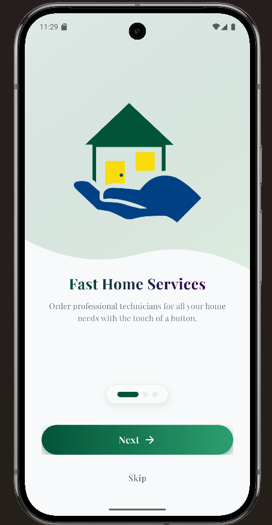 11:29
Fast Home Services
Order professional technicians for all your home
needs with the touch of a button.
Next →
Skip